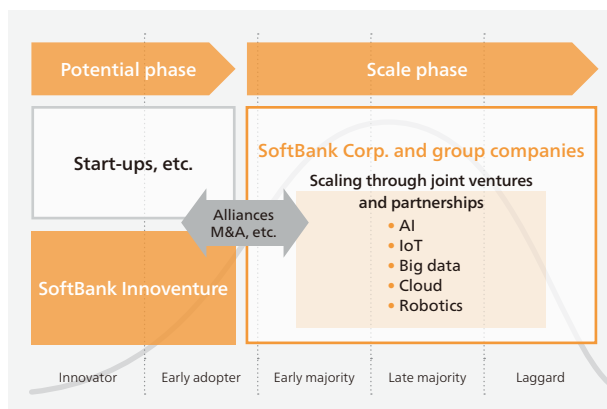 Potential phase
Scale phase
Start-ups, etc.
SoftBank Innoventure
Alliances
M&A, etc.
SoftBank Corp. and group companies
Scaling through joint ventures
and partnerships
• AI
• IoT
• Big data
• Cloud
• Robotics
Innovator
Early adopter
Early majority
Late majority
Laggard